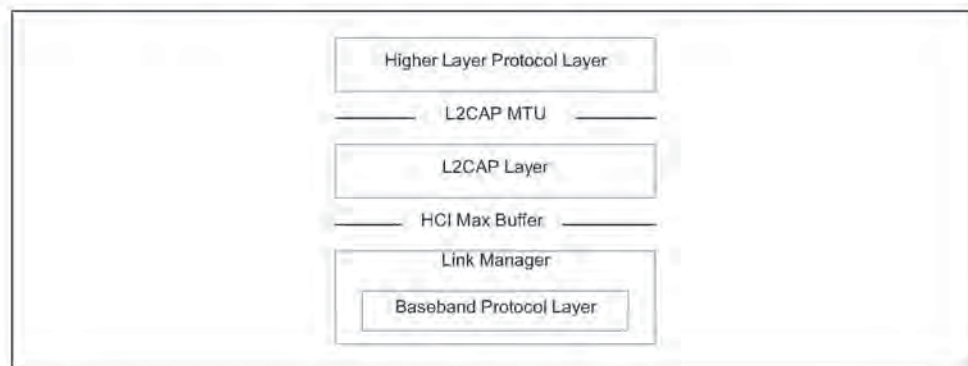 Higher Layer Protocol Layer
L2CAP MTU
L2CAP Layer
HCI Max Buffer
Link Manager
Baseband Protocol Layer